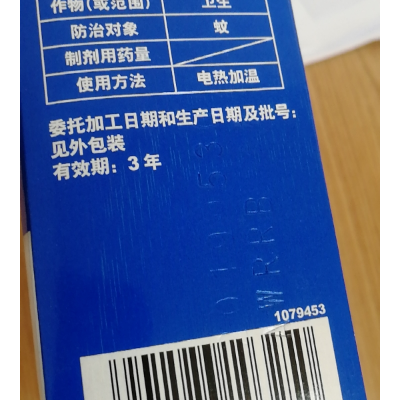 作物(或范围) 卫生
防治对象 蚊
制剂用药量
使用方法 电热加温
委托加工日期和生产日期及批号:
见外包装
有效期: 3 年
1079453